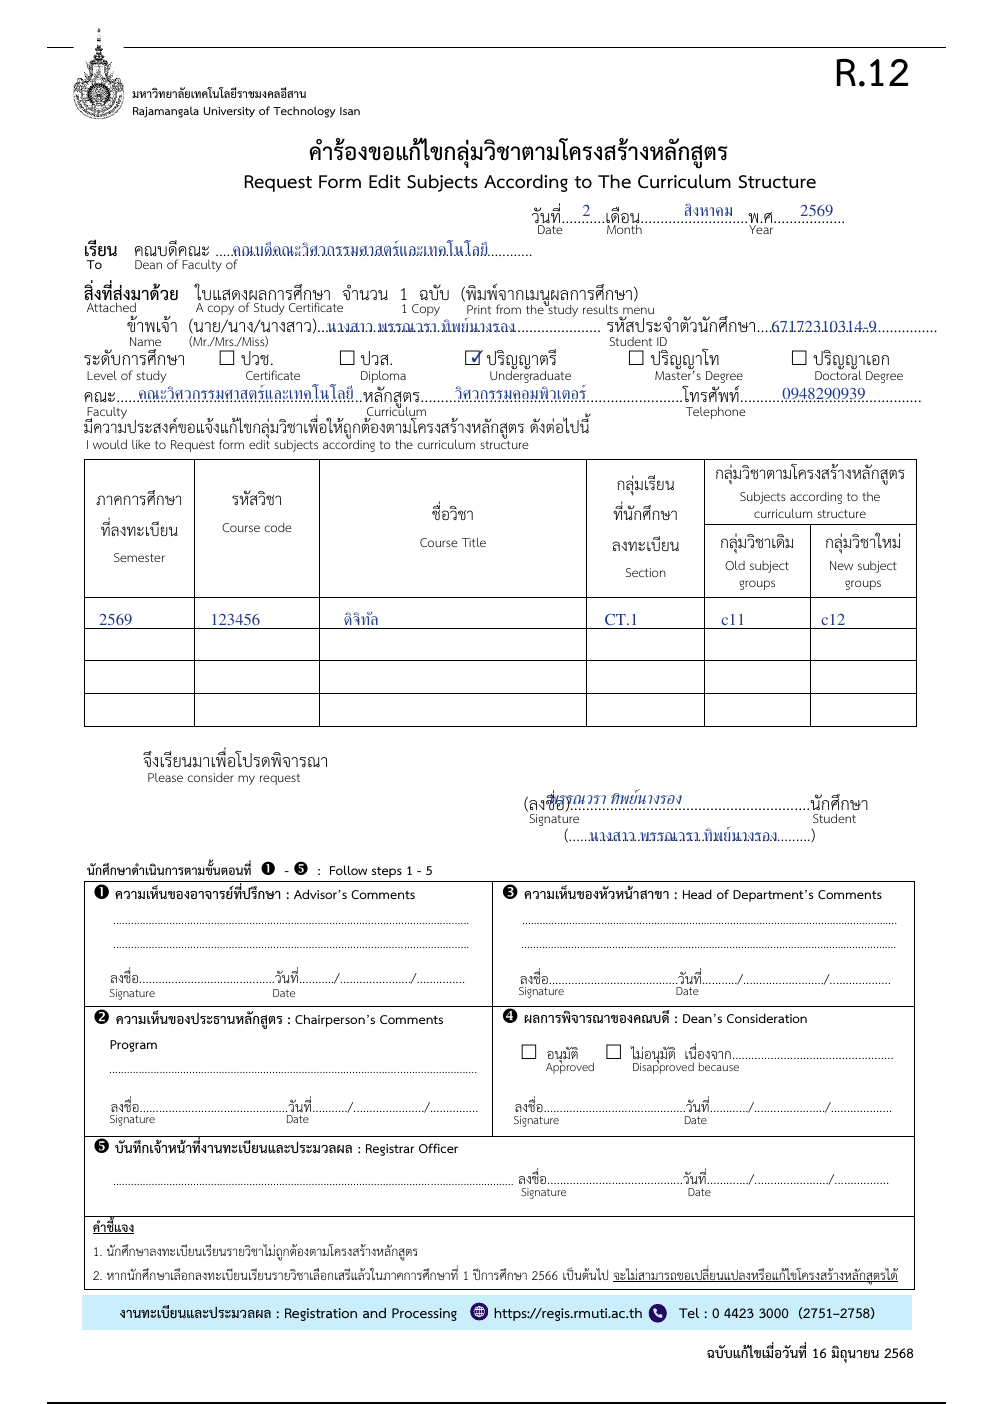 R.12
มหาวิทยาลัยเทคโนโลยีราชมงคลอีสาน
Rajamangala University of Technology Isan
คำร้องขอแก้ไขกลุ่มวิชาตามโครงสร้างหลักสูตร
Request Form Edit Subjects According to The Curriculum Structure
วันที่.....2.....เดือน.....สิงหาคม.....พ.ศ.....2569.....
Date Month Year
เรียน คณบดีคณะ .....คณบดีคณะวิศวกรรมศาสตร์และเทคโนโลยี.....
To Dean of Faculty of
สิ่งที่ส่งมาด้วย ใบแสดงผลการศึกษา จำนวน 1 ฉบับ (พิมพ์จากเมนูผลการศึกษา)
Attached A copy of Study Certificate 1 Copy Print from the study results menu
ข้าพเจ้า (นาย/นาง/นางสาว).....นางสาว พรรณวรา ทิพย์นางรอง..... รหัสประจำตัวนักศึกษา.....67172310314-9.....
Name (Mr./Mrs./Miss) Student ID
ระดับการศึกษา ☐ ปวช. ☐ ปวส. ☑ ปริญญาตรี ☐ ปริญญาโท ☐ ปริญญาเอก
Level of study Certificate Diploma Undergraduate Master's Degree Doctoral Degree
คณะ.....คณะวิศวกรรมศาสตร์และเทคโนโลยี.....หลักสูตร.....วิศวกรรมคอมพิวเตอร์.....โทรศัพท์.....0948290939.....
Faculty Curriculum Telephone
มีความประสงค์ขอแจ้งแก้ไขกลุ่มวิชาเพื่อให้ถูกต้องตามโครงสร้างหลักสูตร ดังต่อไปนี้
I would like to Request form edit subjects according to the curriculum structure
ภาคการศึกษา
ที่ลงทะเบียน
Semester
รหัสวิชา
Course code
ชื่อวิชา
Course Title
กลุ่มเรียน
ที่นักศึกษา
ลงทะเบียน
Section
กลุ่มวิชาตามโครงสร้างหลักสูตร
Subjects according to the
curriculum structure
กลุ่มวิชาเดิม
Old subject
groups
กลุ่มวิชาใหม่
New subject
groups
2569 123456 ดิจิทัล CT.1 c11 c12
จึงเรียนมาเพื่อโปรดพิจารณา
Please consider my request
(ลงชื่อ).....พรรณวรา ทิพย์นางรอง.....นักศึกษา
Signature Student
(.....นางสาว พรรณวรา ทิพย์นางรอง.....)
นักศึกษาดำเนินการตามขั้นตอนที่ ❶ - ❺ : Follow steps 1 - 5
❶ ความเห็นของอาจารย์ที่ปรึกษา : Advisor's Comments
ลงชื่อ..........วันที่........../........../..........
Signature Date
❸ ความเห็นของหัวหน้าสาขา : Head of Department's Comments
ลงชื่อ..........วันที่........../........../..........
Signature Date
❷ ความเห็นของประธานหลักสูตร : Chairperson's Comments
Program
ลงชื่อ..........วันที่........../........../..........
Signature Date
❹ ผลการพิจารณาของคณบดี : Dean's Consideration
☐ อนุมัติ ☐ ไม่อนุมัติ เนื่องจาก..........
Approved Disapproved because
ลงชื่อ..........วันที่........../........../..........
Signature Date
❺ บันทึกเจ้าหน้าที่งานทะเบียนและประมวลผล : Registrar Officer
.......... ลงชื่อ..........วันที่........../........../..........
Signature Date
คำชี้แจง
1. นักศึกษาลงทะเบียนเรียนรายวิชาไม่ถูกต้องตามโครงสร้างหลักสูตร
2. หากนักศึกษาเลือกลงทะเบียนเรียนรายวิชาเลือกเสรีแล้วในภาคการศึกษาที่ 1 ปีการศึกษา 2566 เป็นต้นไป จะไม่สามารถขอเปลี่ยนแปลงหรือแก้ไขโครงสร้างหลักสูตรได้
งานทะเบียนและประมวลผล : Registration and Processing https://regis.rmuti.ac.th Tel : 0 4423 3000 (2751–2758)
ฉบับแก้ไขเมื่อวันที่ 16 มิถุนายน 2568